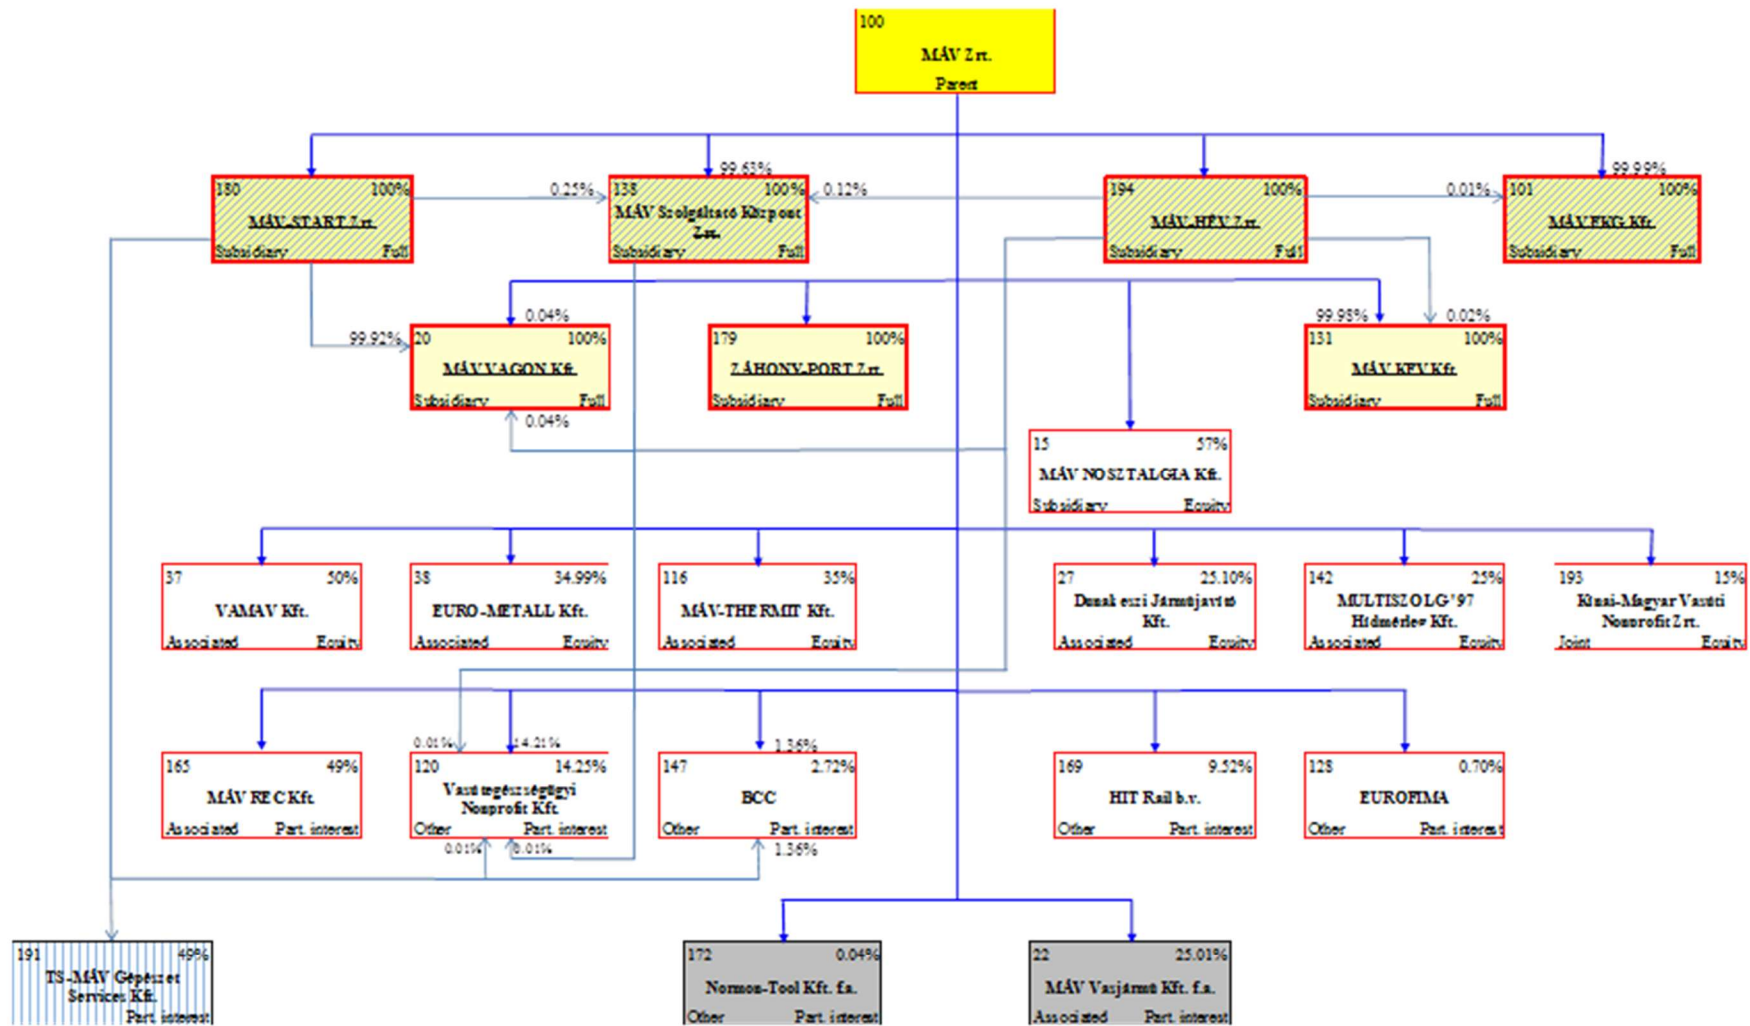 100
MÁV Zrt.
Parent
99.63%
99.99%
180 100%
MÁV-START Zrt.
Subsidiary Full
0.25%
138 100%
MÁV Szolgáltató Központ
Zrt.
Subsidiary Full
0.12%
194 100%
MÁV-HÉV Zrt.
Subsidiary Full
0.01%
101 100%
MÁV FKG Kft.
Subsidiary Full
0.04%
99.98% 0.02%
99.92%
20 100%
MÁV VAGON Kft.
Subsidiary Full
179 100%
ZÁHONY-PORT Zrt.
Subsidiary Full
131 100%
MÁV KFV Kft.
Subsidiary Full
0.04%
15 57%
MÁV NOSZTALGIA Kft.
Subsidiary Equity
37 50%
VAMAV Kft.
Associated Equity
38 34.99%
EURO-METALL Kft.
Associated Equity
116 35%
MÁV-THERMIT Kft.
Associated Equity
27 25.10%
Dunakeszi Járműjavító
Kft.
Associated Equity
142 25%
MULTISZOLG'97
Hídmérleg Kft.
Associated Equity
193 15%
Kínai-Magyar Vasúti
Nonprofit Zrt.
Joint Equity
0.01% 14.21%
1.36%
165 49%
MÁV REC Kft.
Associated Part. interest
120 14.25%
Vasútegészségügyi
Nonprofit Kft.
Other Part. interest
147 2.72%
BCC
Other Part. interest
169 9.52%
HIT Rail b.v.
Other Part. interest
128 0.70%
EUROFIMA
Other Part. interest
0.01% 0.01%
1.36%
191 49%
TS-MÁV Gépészet
Services Kft.
Part. interest
172 0.04%
Normon-Tool Kft. f.a.
Other Part. interest
22 25.01%
MÁV Vasjármű Kft. f.a.
Associated Part. interest